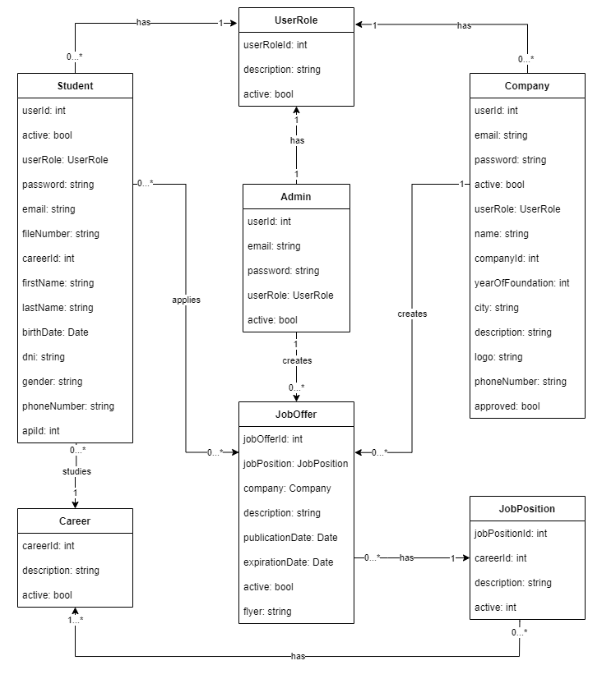 UserRole
userRoleId: int
description: string
active: bool
has
1
0...*
has
1
0...*
Student
userId: int
active: bool
userRole: UserRole
password: string
email: string
fileNumber: string
careerId: int
firstName: string
lastName: string
birthDate: Date
dni: string
gender: string
phoneNumber: string
apiId: int
1
has
1
Admin
userId: int
email: string
password: string
userRole: UserRole
active: bool
Company
userId: int
email: string
password: string
active: bool
userRole: UserRole
name: string
companyId: int
yearOfFoundation: int
city: string
description: string
logo: string
phoneNumber: string
approved: bool
0...*
applies
0...*
1
creates
0...*
1
creates
0...*
JobOffer
jobOfferId: int
jobPosition: JobPosition
company: Company
description: string
publicationDate: Date
expirationDate: Date
active: bool
flyer: string
0...*
studies
1
Career
careerId: int
description: string
active: bool
0...*
has
1
JobPosition
jobPositionId: int
careerId: int
description: string
active: int
1...*
has
0...*